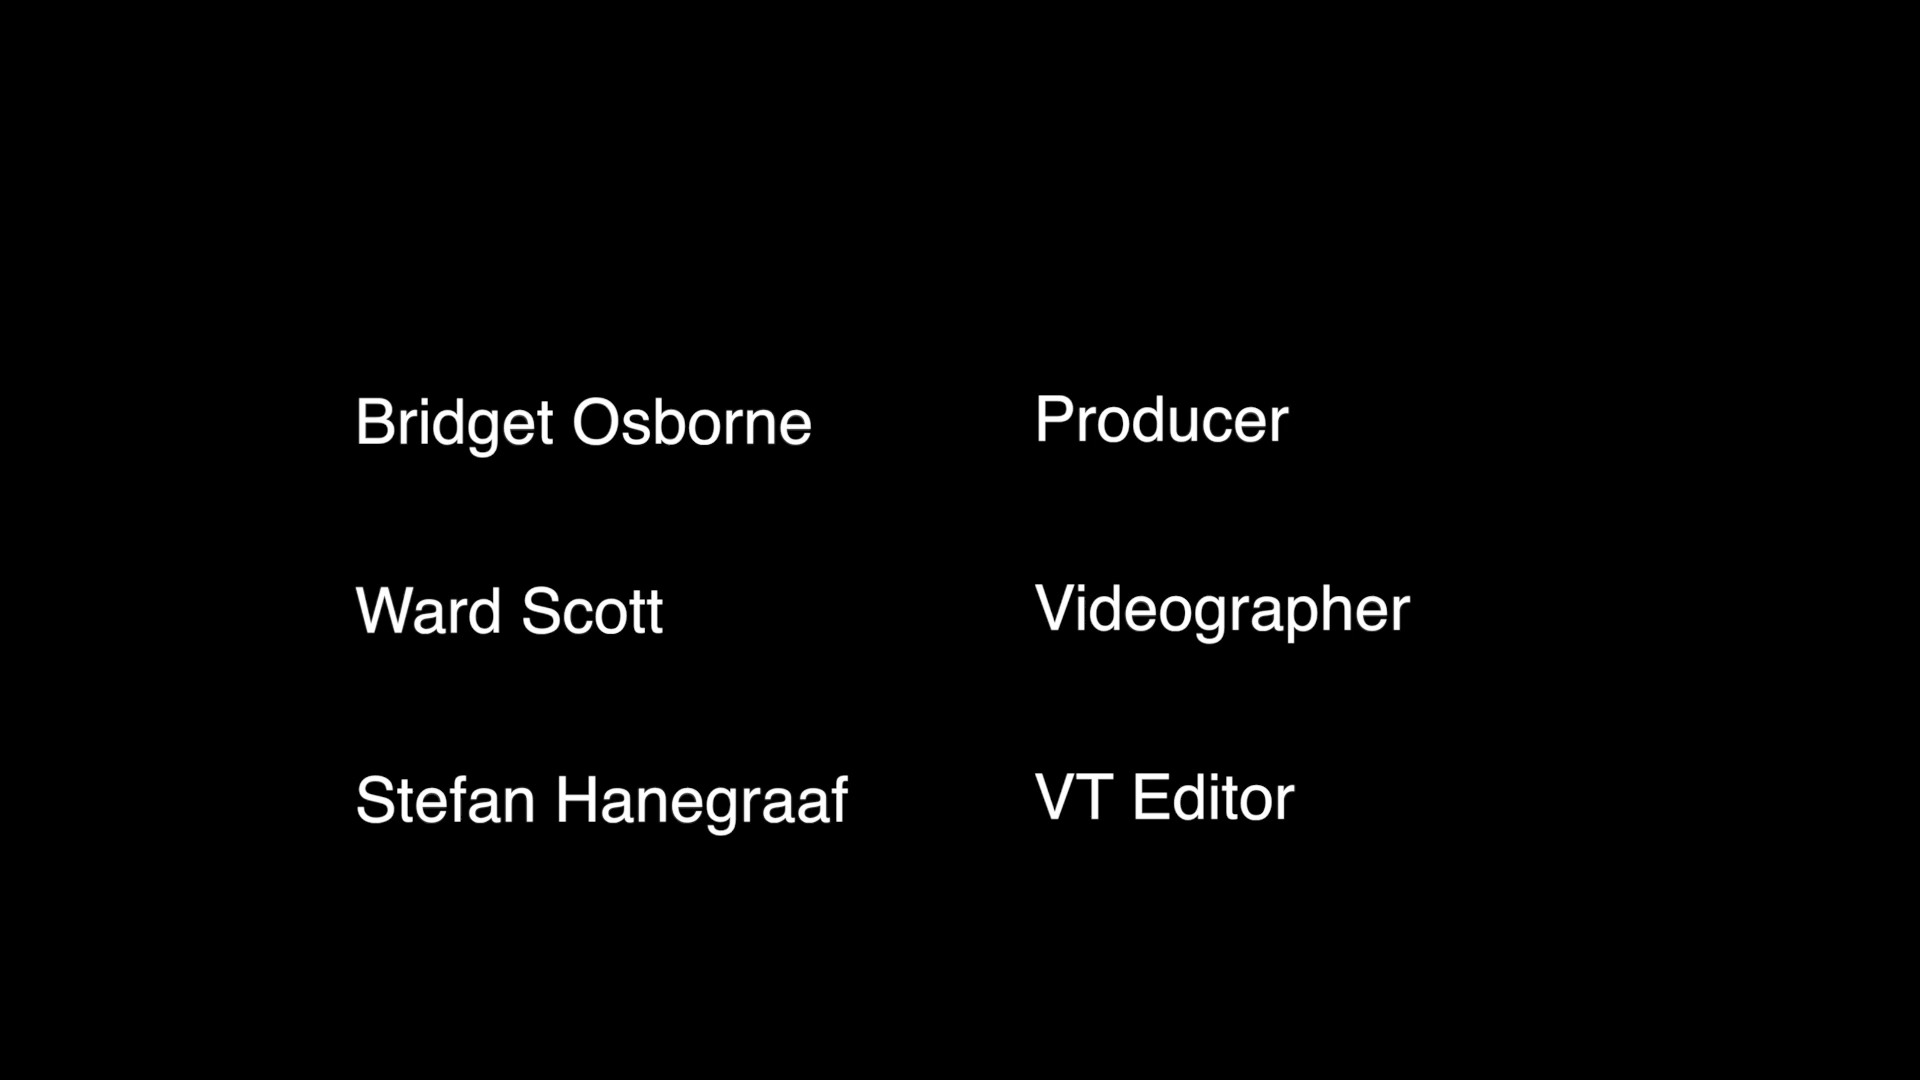 Bridget Osborne Producer
Ward Scott Videographer
Stefan Hanegraaf VT Editor